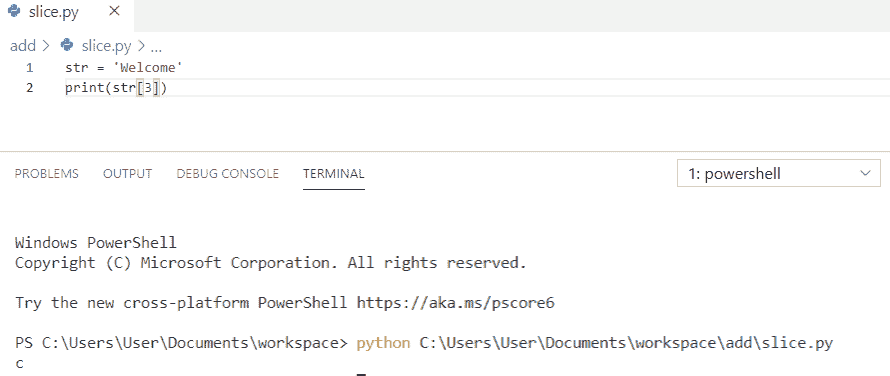 slice.py
add > slice.py > ...
1 str = 'Welcome'
2 print(str[3])
PROBLEMS OUTPUT DEBUG CONSOLE TERMINAL 1: powershell
Windows PowerShell
Copyright (C) Microsoft Corporation. All rights reserved.
Try the new cross-platform PowerShell https://aka.ms/pscore6
PS C:\Users\User\Documents\workspace> python C:\Users\User\Documents\workspace\add\slice.py
c